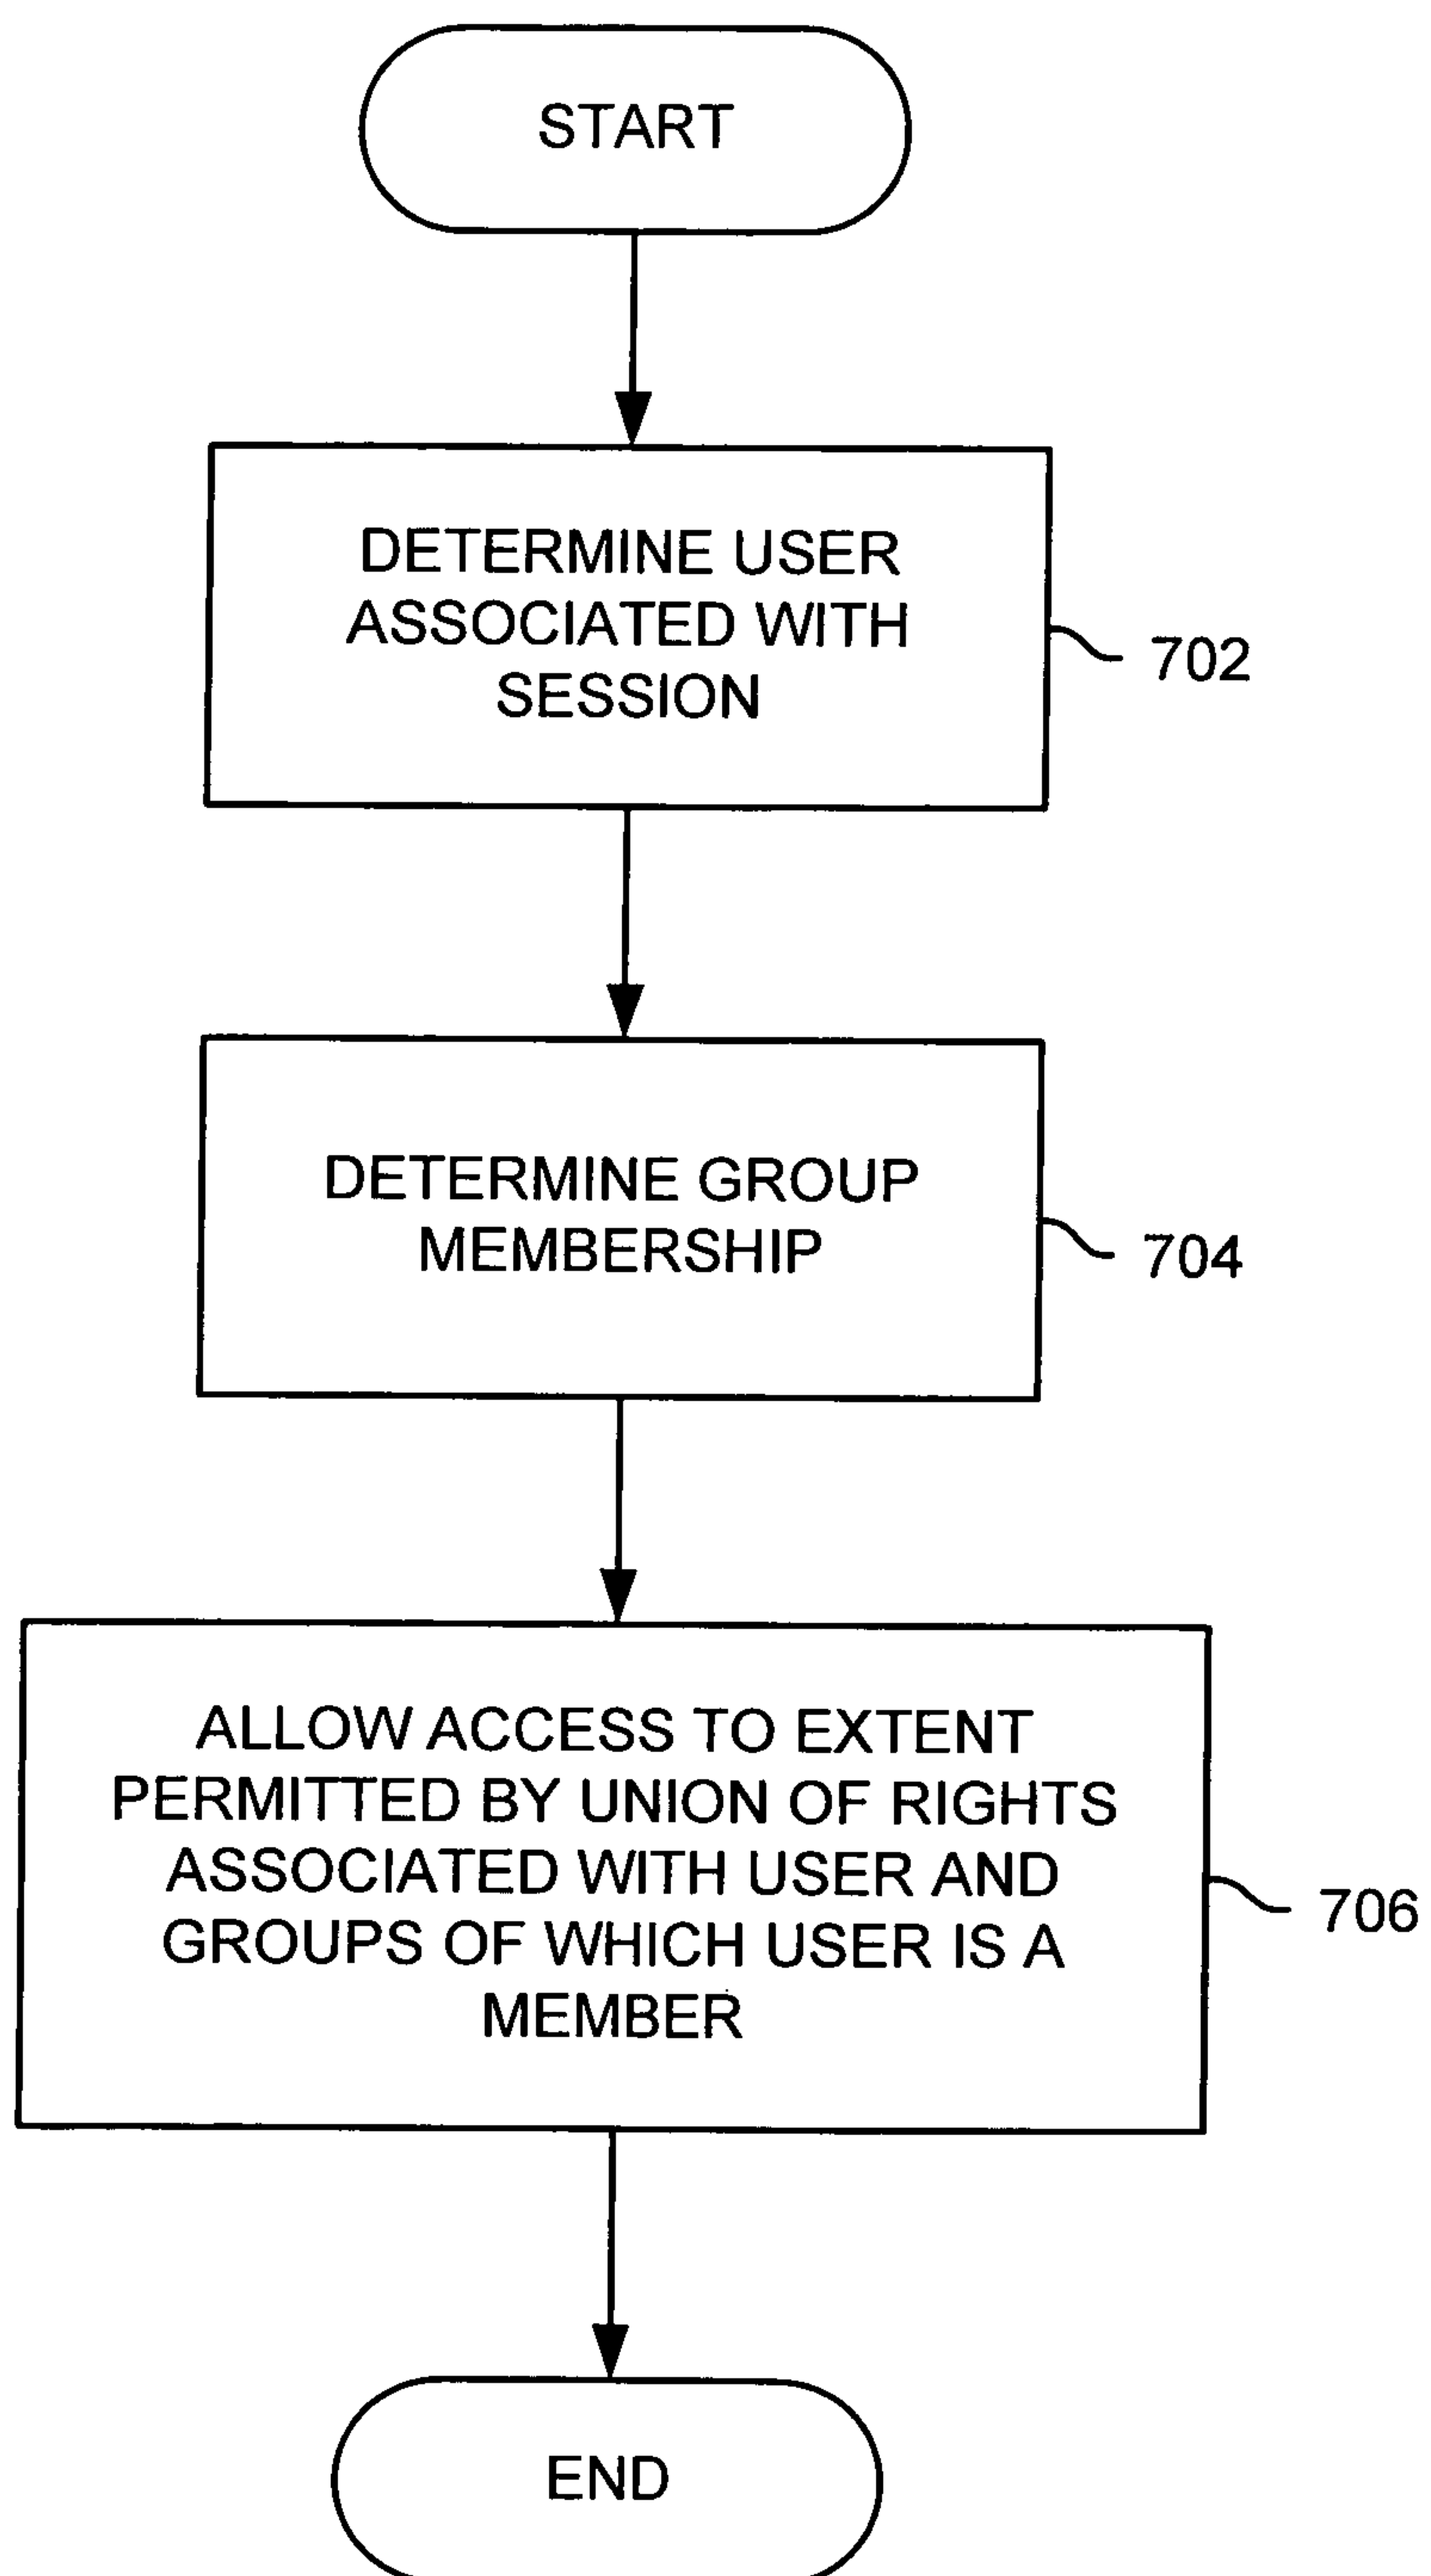 START
DETERMINE USER
ASSOCIATED WITH
SESSION
702
DETERMINE GROUP
MEMBERSHIP
704
ALLOW ACCESS TO EXTENT
PERMITTED BY UNION OF RIGHTS
ASSOCIATED WITH USER AND
GROUPS OF WHICH USER IS A
MEMBER
706
END